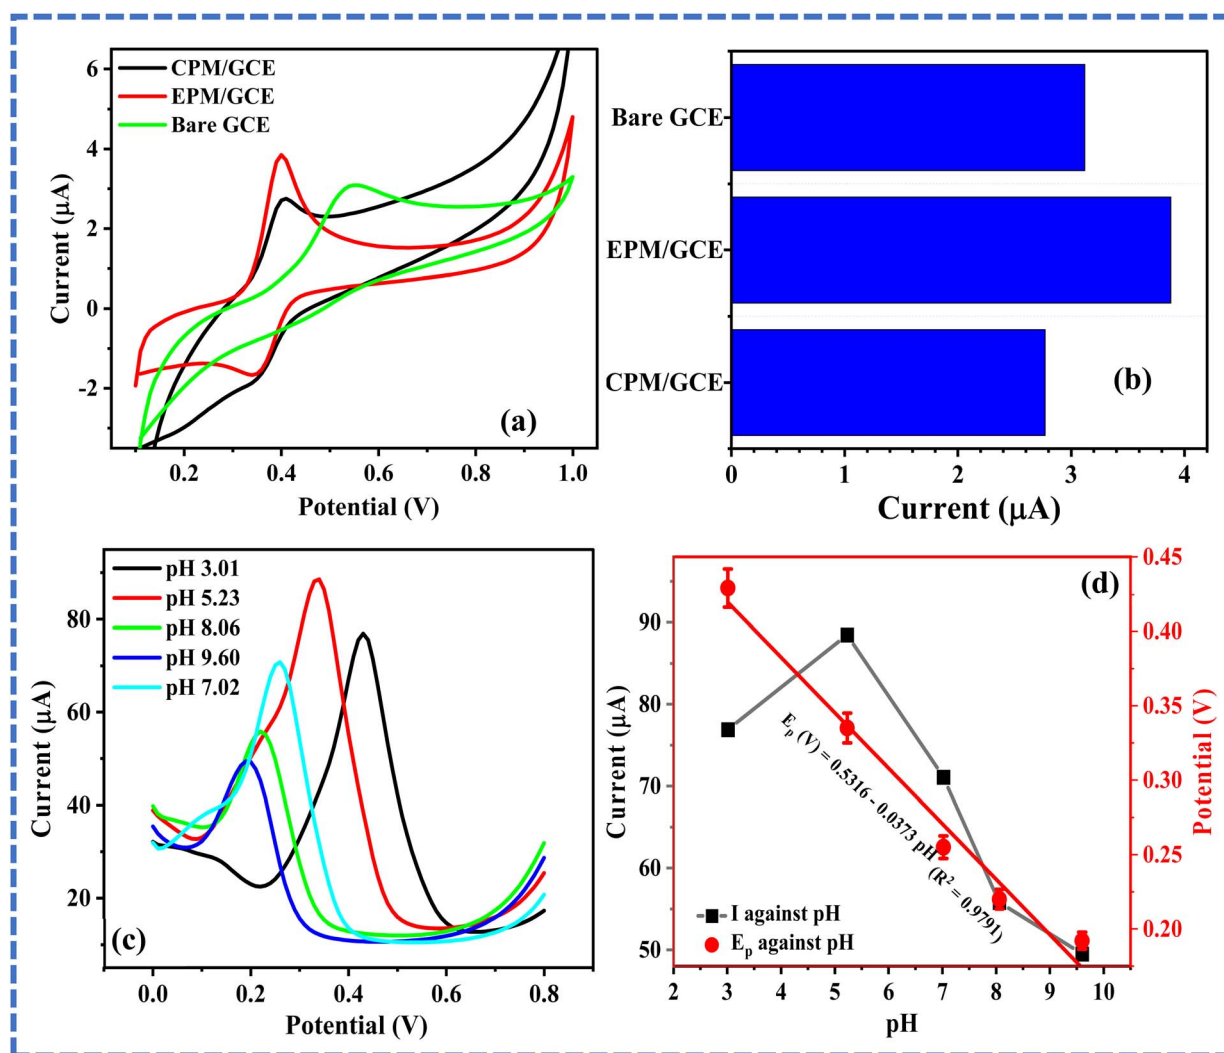 CPM/GCE
EPM/GCE
Bare GCE
6
4
2
0
-2
Current (μA)
(a)
0.2 0.4 0.6 0.8 1.0
Potential (V)
Bare GCE
EPM/GCE
CPM/GCE
(b)
0 1 2 3 4
Current (μA)
pH 3.01
pH 5.23
pH 8.06
pH 9.60
pH 7.02
80
60
40
20
Current (μA)
(c)
0.0 0.2 0.4 0.6 0.8
Potential (V)
(d)
90
80
70
60
50
Current (μA)
Ep (V) = 0.5316 - 0.0373 pH (R² = 0.9791)
I against pH
Ep against pH
0.45
0.40
0.35
0.30
0.25
0.20
Potential (V)
2 3 4 5 6 7 8 9 10
pH